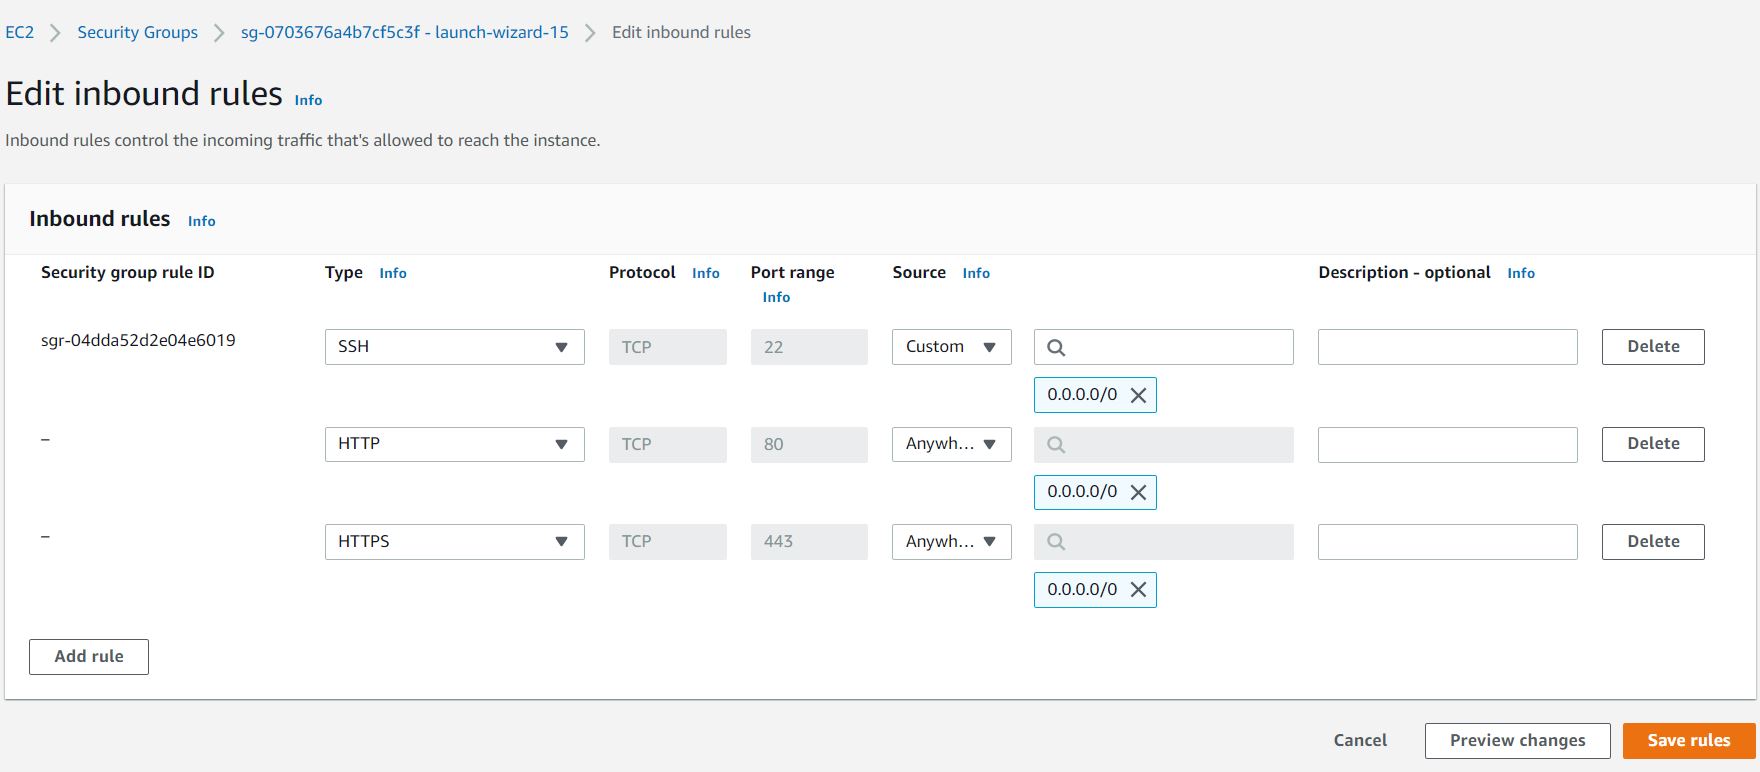 EC2 > Security Groups > sg-0703676a4b7cf5c3f - launch-wizard-15 > Edit inbound rules
Edit inbound rules Info
Inbound rules control the incoming traffic that's allowed to reach the instance.
Inbound rules Info
Security group rule ID Type Info Protocol Info Port range Info Source Info Description - optional Info
sgr-04dda52d2e04e6019 SSH TCP 22 Custom Delete
0.0.0.0/0
– HTTP TCP 80 Anywh... Delete
0.0.0.0/0
– HTTPS TCP 443 Anywh... Delete
0.0.0.0/0
Add rule
Cancel Preview changes Save rules